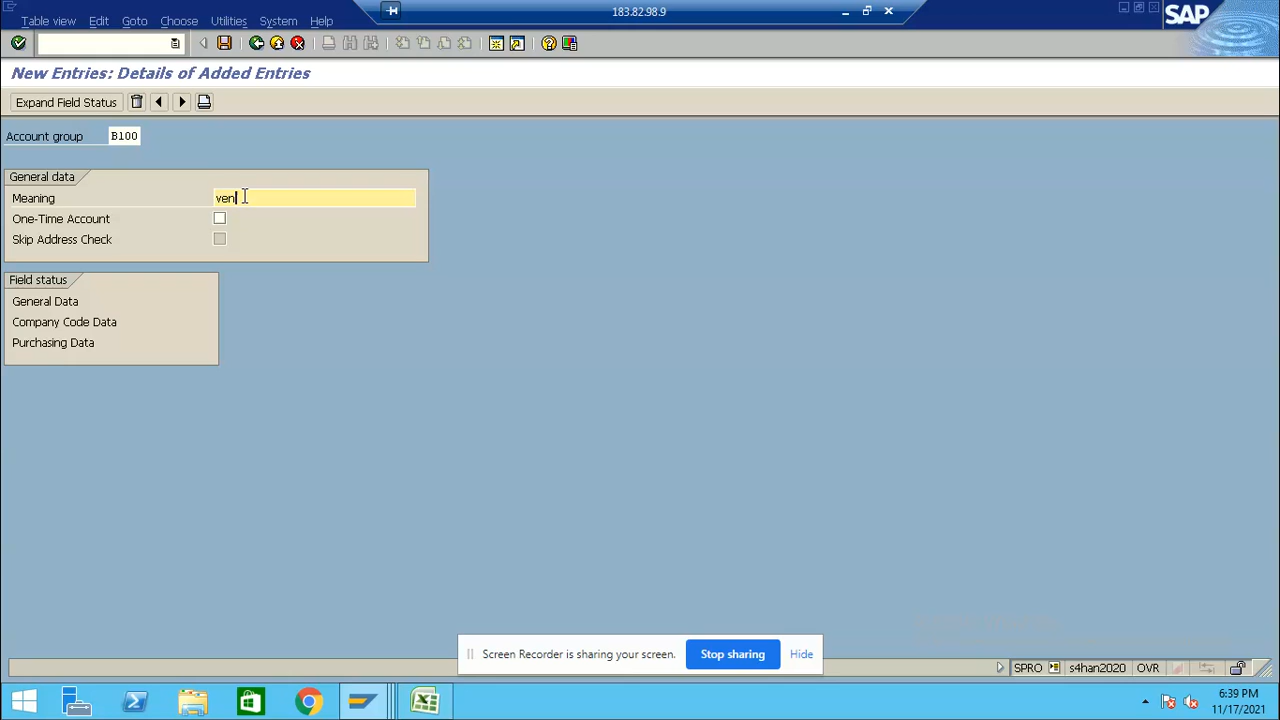 Table view Edit Goto Choose Utilities System Help
183.82.98.9
SAP
New Entries: Details of Added Entries
Expand Field Status
Account group B100
General data
Meaning ven
One-Time Account
Skip Address Check
Field status
General Data
Company Code Data
Purchasing Data
Screen Recorder is sharing your screen. Stop sharing Hide
SPRO s4han2020 OVR
6:39 PM
11/17/2021